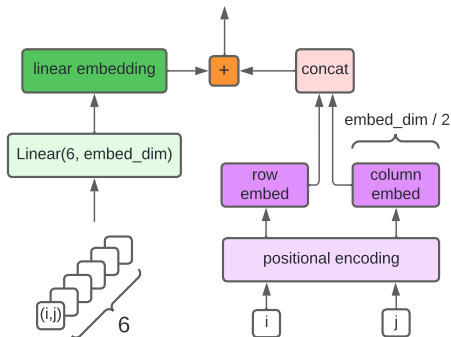 linear embedding
+
concat
embed_dim / 2
Linear(6, embed_dim)
row
embed
column
embed
positional encoding
(i,j)
6
i
j